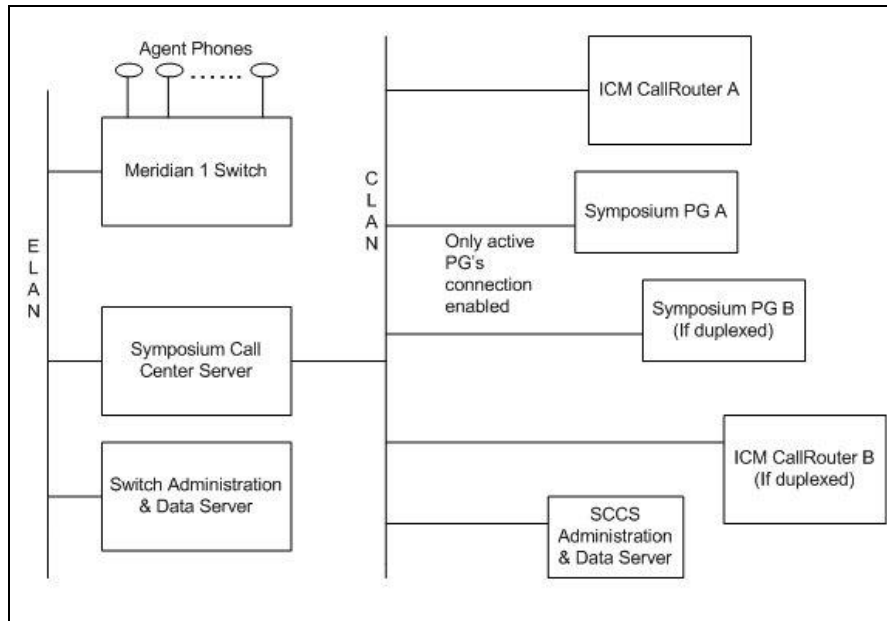 Agent Phones
Meridian 1 Switch
E
L
A
N
Symposium Call
Center Server
Switch Administration
& Data Server
C
L
A
N
ICM CallRouter A
Symposium PG A
Only active
PG's
connection
enabled
Symposium PG B
(If duplexed)
ICM CallRouter B
(If duplexed)
SCCS
Administration
& Data Server